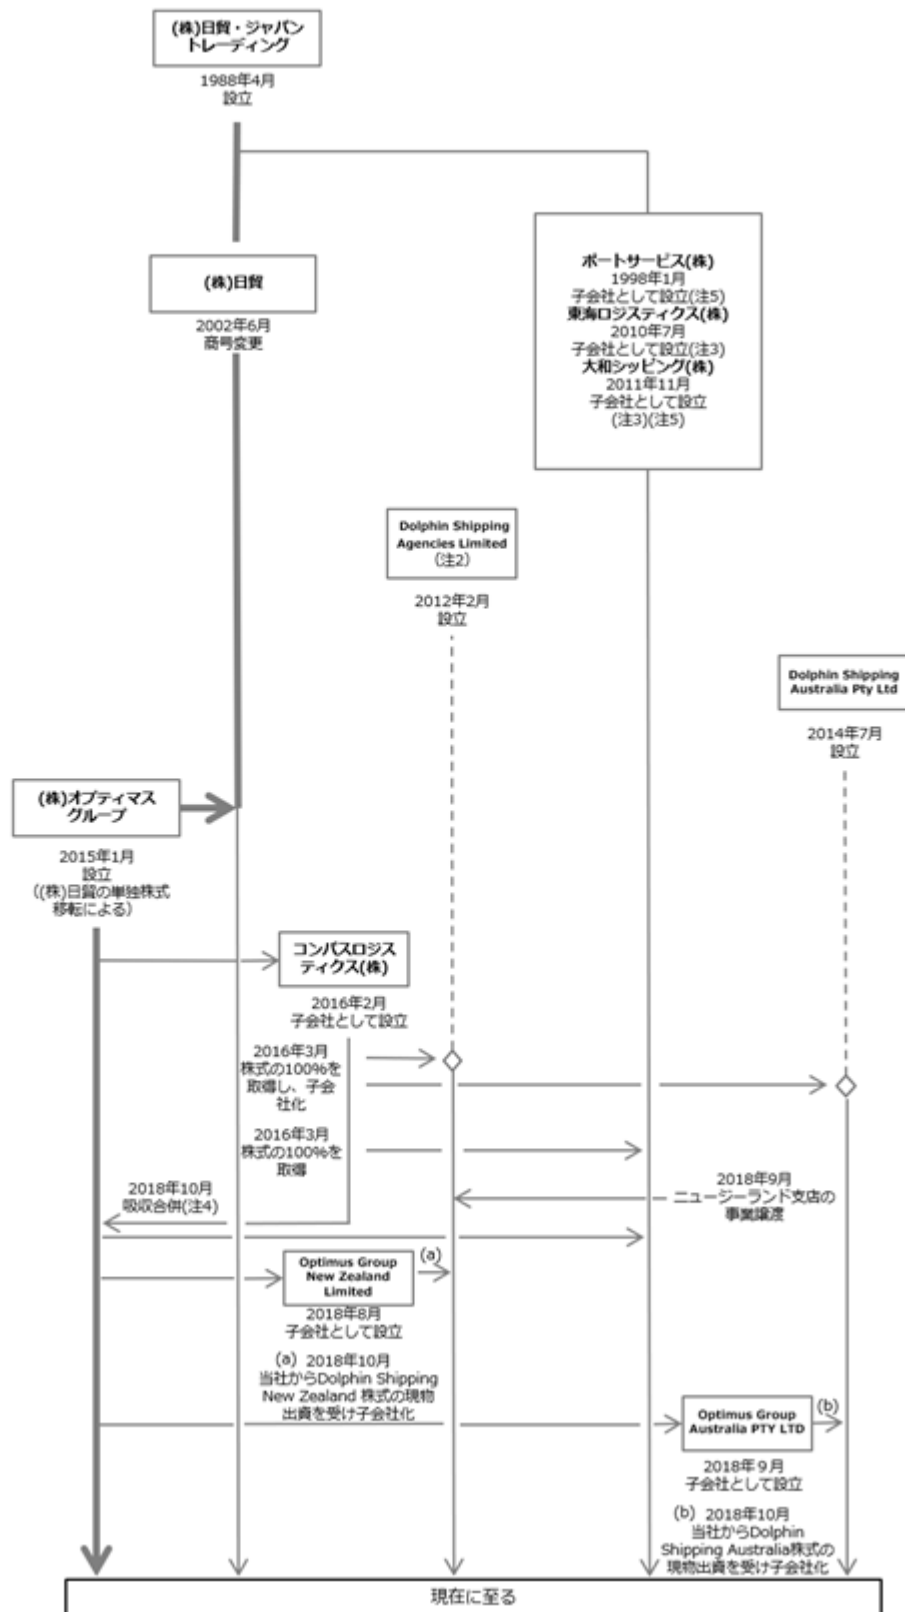 (株)日貿・ジャパン
トレーディング
1988年4月
設立
(株)日貿
2002年6月
商号変更
ポートサービス(株)
1998年1月
子会社として設立(注5)
東海ロジスティクス(株)
2010年7月
子会社として設立(注3)
大和シッピング(株)
2011年11月
子会社として設立
(注3)(注5)
Dolphin Shipping
Agencies Limited
(注2)
2012年2月
設立
Dolphin Shipping
Australia Pty Ltd
2014年7月
設立
(株)オプティマス
グループ
2015年1月
設立
((株)日貿の単独株式
移転による)
コンパスロジス
ティクス(株)
2016年2月
子会社として設立
2016年3月
株式の100%を
取得し、子会
社化
2016年3月
株式の100%を
取得
2018年10月
吸収合併(注4)
2018年9月
ニュージーランド支店の
事業譲渡
Optimus Group
New Zealand
Limited
(a)
2018年8月
子会社として設立
(a) 2018年10月
当社からDolphin Shipping
New Zealand 株式の現物
出資を受け子会社化
Optimus Group
Australia PTY LTD
(b)
2018年９月
子会社として設立
(b) 2018年10月
当社からDolphin
Shipping Australia株式の
現物出資を受け子会社化
現在に至る